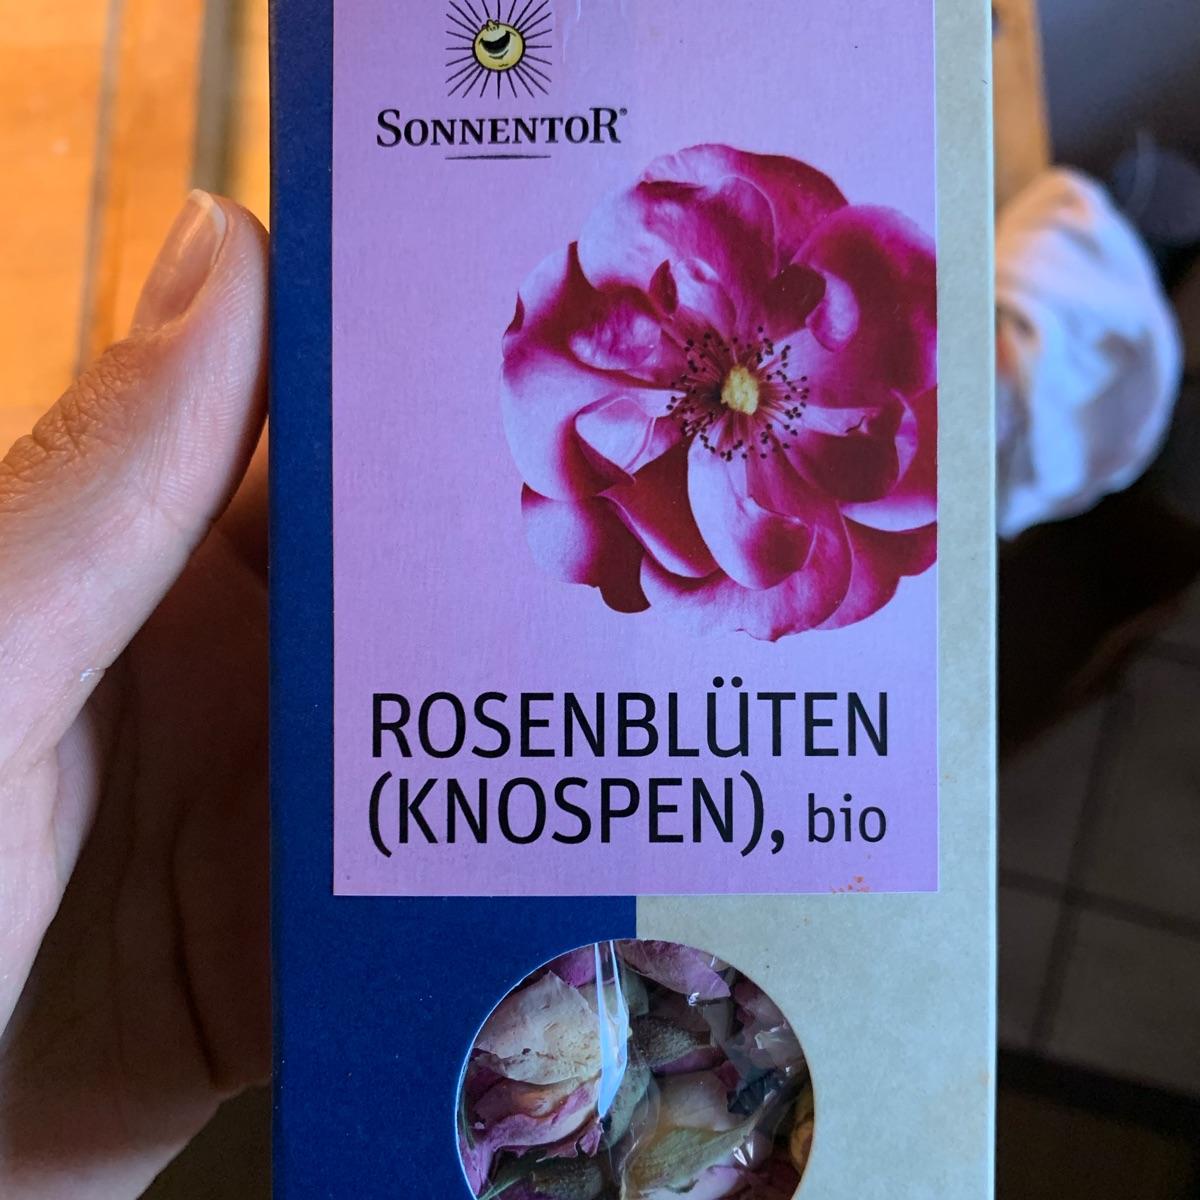 SONNENTOR®
ROSENBLÜTEN
(KNOSPEN), bio